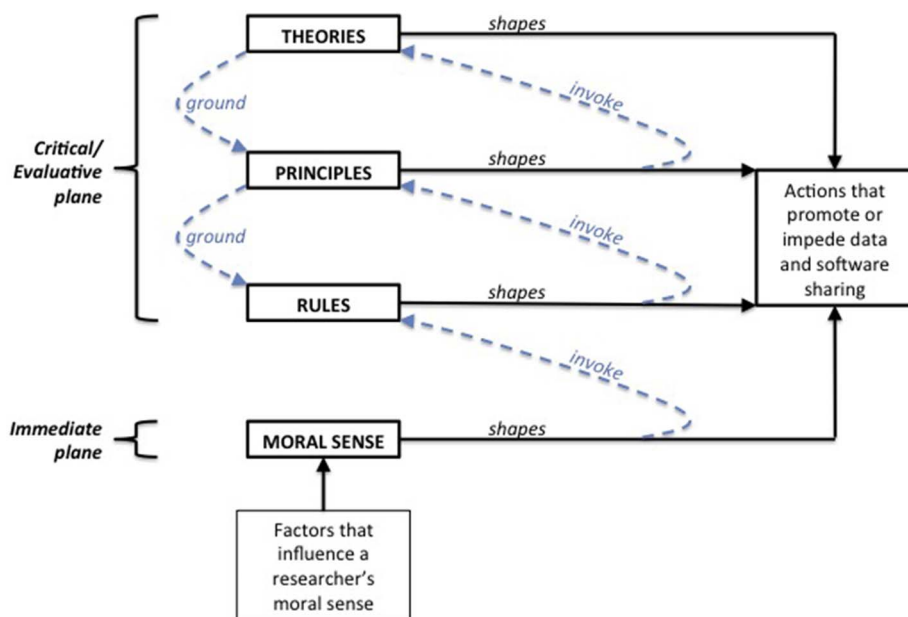 THEORIES
shapes
ground
invoke
Critical/
Evaluative
plane
PRINCIPLES
shapes
Actions that
promote or
impede data
and software
sharing
ground
invoke
RULES
shapes
invoke
Immediate
plane
MORAL SENSE
shapes
Factors that
influence a
researcher's
moral sense